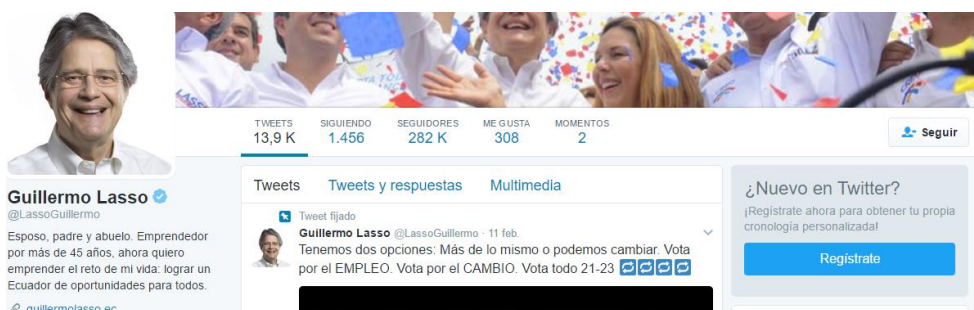 TWEETS SIGUIENDO SEGUIDORES ME GUSTA MOMENTOS
13,9 K 1.456 282 K 308 2
Seguir
Guillermo Lasso
@LassoGuillermo
Esposo, padre y abuelo. Emprendedor
por más de 45 años, ahora quiero
emprender el reto de mi vida: lograr un
Ecuador de oportunidades para todos.
guillermolasso.ec
Tweets Tweets y respuestas Multimedia
Tweet fijado
Guillermo Lasso @LassoGuillermo · 11 feb.
Tenemos dos opciones: Más de lo mismo o podemos cambiar. Vota
por el EMPLEO. Vota por el CAMBIO. Vota todo 21-23
¿Nuevo en Twitter?
¡Regístrate ahora para obtener tu propia
cronología personalizada!
Regístrate